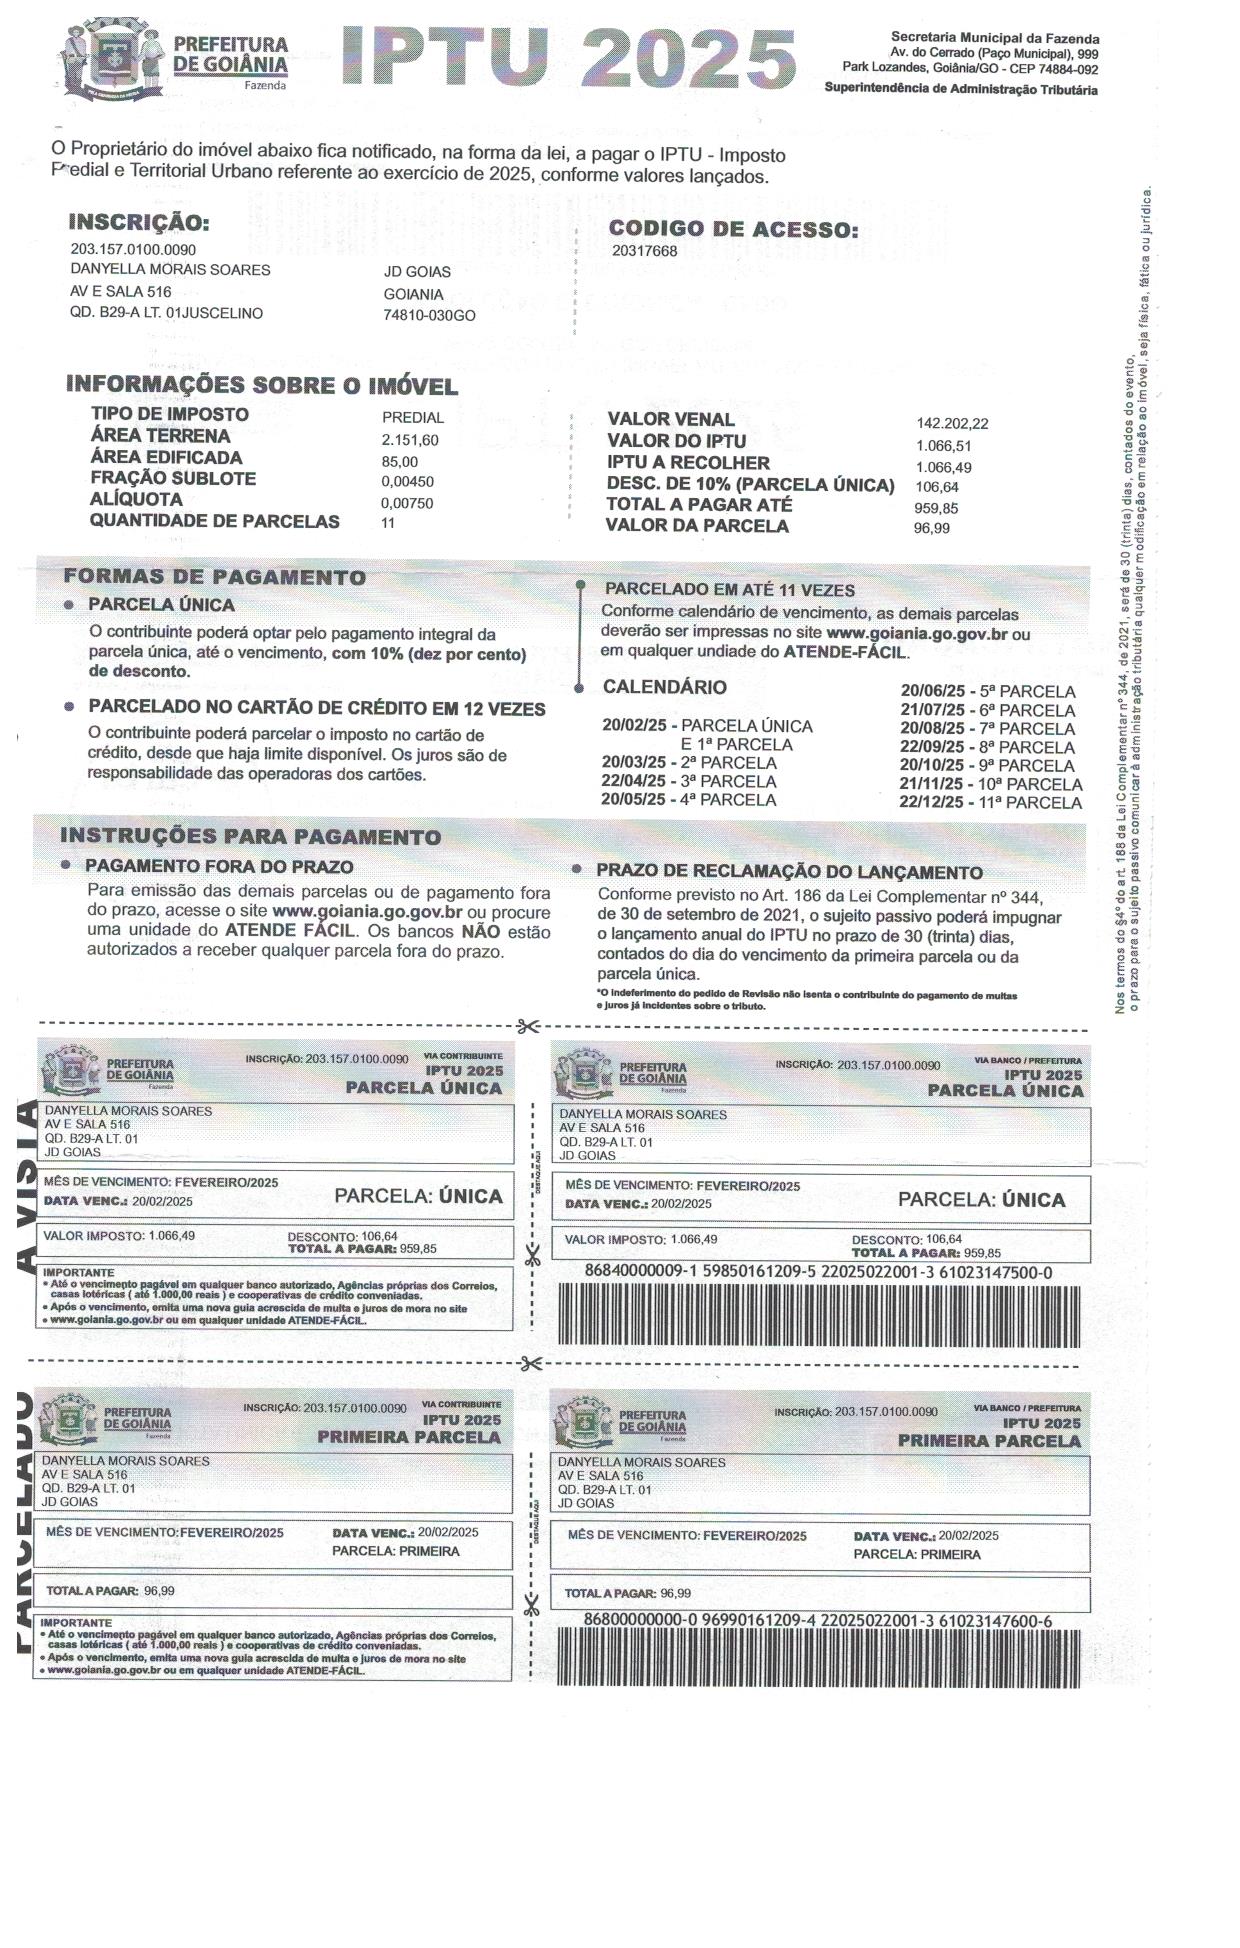 PREFEITURA
DE GOIÂNIA
Fazenda
IPTU 2025
Secretaria Municipal da Fazenda
Av. do Cerrado (Paço Municipal), 999
Park Lozandes, Goiânia/GO - CEP 74884-092
Superintendência de Administração Tributária
O Proprietário do imóvel abaixo fica notificado, na forma da lei, a pagar o IPTU - Imposto
Predial e Territorial Urbano referente ao exercício de 2025, conforme valores lançados.
INSCRIÇÃO:
203.157.0100.0090
DANYELLA MORAIS SOARES
AV E SALA 516
QD. B29-A LT. 01JUSCELINO
JD GOIAS
GOIANIA
74810-030GO
CODIGO DE ACESSO:
20317668
INFORMAÇÕES SOBRE O IMÓVEL
TIPO DE IMPOSTO PREDIAL
ÁREA TERRENA 2.151,60
ÁREA EDIFICADA 85,00
FRAÇÃO SUBLOTE 0,00450
ALÍQUOTA 0,00750
QUANTIDADE DE PARCELAS 11
VALOR VENAL 142.202,22
VALOR DO IPTU 1.066,51
IPTU A RECOLHER 1.066,49
DESC. DE 10% (PARCELA ÚNICA) 106,64
TOTAL A PAGAR ATÉ 959,85
VALOR DA PARCELA 96,99
FORMAS DE PAGAMENTO
PARCELA ÚNICA
O contribuinte poderá optar pelo pagamento integral da
parcela única, até o vencimento, com 10% (dez por cento)
de desconto.
PARCELADO NO CARTÃO DE CRÉDITO EM 12 VEZES
O contribuinte poderá parcelar o imposto no cartão de
crédito, desde que haja limite disponível. Os juros são de
responsabilidade das operadoras dos cartões.
PARCELADO EM ATÉ 11 VEZES
Conforme calendário de vencimento, as demais parcelas
deverão ser impressas no site www.goiania.go.gov.br ou
em qualquer undiade do ATENDE-FÁCIL.
CALENDÁRIO
20/02/25 - PARCELA ÚNICA
E 1ª PARCELA
20/03/25 - 2ª PARCELA
22/04/25 - 3ª PARCELA
20/05/25 - 4ª PARCELA
20/06/25 - 5ª PARCELA
21/07/25 - 6ª PARCELA
20/08/25 - 7ª PARCELA
22/09/25 - 8ª PARCELA
20/10/25 - 9ª PARCELA
21/11/25 - 10ª PARCELA
22/12/25 - 11ª PARCELA
INSTRUÇÕES PARA PAGAMENTO
PAGAMENTO FORA DO PRAZO
Para emissão das demais parcelas ou de pagamento fora
do prazo, acesse o site www.goiania.go.gov.br ou procure
uma unidade do ATENDE FÁCIL. Os bancos NÃO estão
autorizados a receber qualquer parcela fora do prazo.
PRAZO DE RECLAMAÇÃO DO LANÇAMENTO
Conforme previsto no Art. 186 da Lei Complementar nº 344,
de 30 de setembro de 2021, o sujeito passivo poderá impugnar
o lançamento anual do IPTU no prazo de 30 (trinta) dias,
contados do dia do vencimento da primeira parcela ou da
parcela única.
*O indeferimento do pedido de Revisão não isenta o contribuinte do pagamento de multas
e juros já incidentes sobre o tributo.
Nos termos do §4º do art. 188 da Lei Complementar nº 344, de 2021, será de 30 (trinta) dias, contados do evento,
o prazo para o sujeito passivo comunicar à administração tributária qualquer modificação em relação ao imóvel, seja física, fática ou jurídica.
A VISTA
PREFEITURA
DE GOIÂNIA
Fazenda
INSCRIÇÃO: 203.157.0100.0090
VIA CONTRIBUINTE
IPTU 2025
PARCELA ÚNICA
DANYELLA MORAIS SOARES
AV E SALA 516
QD. B29-A LT. 01
JD GOIAS
MÊS DE VENCIMENTO: FEVEREIRO/2025
DATA VENC.: 20/02/2025
PARCELA: ÚNICA
VALOR IMPOSTO: 1.066,49
DESCONTO: 106,64
TOTAL A PAGAR: 959,85
IMPORTANTE
• Até o vencimento pagável em qualquer banco autorizado, Agências próprias dos Correios,
casas lotéricas ( até 1.000,00 reais ) e cooperativas de crédito conveniadas.
• Após o vencimento, emita uma nova guia acrescida de multa e juros de mora no site
• www.goiania.go.gov.br ou em qualquer unidade ATENDE-FÁCIL.
DESTAQUE AQUI
PREFEITURA
DE GOIÂNIA
Fazenda
INSCRIÇÃO: 203.157.0100.0090
VIA BANCO / PREFEITURA
IPTU 2025
PARCELA ÚNICA
DANYELLA MORAIS SOARES
AV E SALA 516
QD. B29-A LT. 01
JD GOIAS
MÊS DE VENCIMENTO: FEVEREIRO/2025
DATA VENC.: 20/02/2025
PARCELA: ÚNICA
VALOR IMPOSTO: 1.066,49
DESCONTO: 106,64
TOTAL A PAGAR: 959,85
86840000009-1 59850161209-5 22025022001-3 61023147500-0
PARCELADO
PREFEITURA
DE GOIÂNIA
Fazenda
INSCRIÇÃO: 203.157.0100.0090
VIA CONTRIBUINTE
IPTU 2025
PRIMEIRA PARCELA
DANYELLA MORAIS SOARES
AV E SALA 516
QD. B29-A LT. 01
JD GOIAS
MÊS DE VENCIMENTO:FEVEREIRO/2025
DATA VENC.: 20/02/2025
PARCELA: PRIMEIRA
TOTAL A PAGAR: 96,99
IMPORTANTE
• Até o vencimento pagável em qualquer banco autorizado, Agências próprias dos Correios,
casas lotéricas ( até 1.000,00 reais ) e cooperativas de crédito conveniadas.
• Após o vencimento, emita uma nova guia acrescida de multa e juros de mora no site
• www.goiania.go.gov.br ou em qualquer unidade ATENDE-FÁCIL.
DESTAQUE AQUI
PREFEITURA
DE GOIÂNIA
Fazenda
INSCRIÇÃO: 203.157.0100.0090
VIA BANCO / PREFEITURA
IPTU 2025
PRIMEIRA PARCELA
DANYELLA MORAIS SOARES
AV E SALA 516
QD. B29-A LT. 01
JD GOIAS
MÊS DE VENCIMENTO: FEVEREIRO/2025
DATA VENC.: 20/02/2025
PARCELA: PRIMEIRA
TOTAL A PAGAR: 96,99
86800000000-0 96990161209-4 22025022001-3 61023147600-6